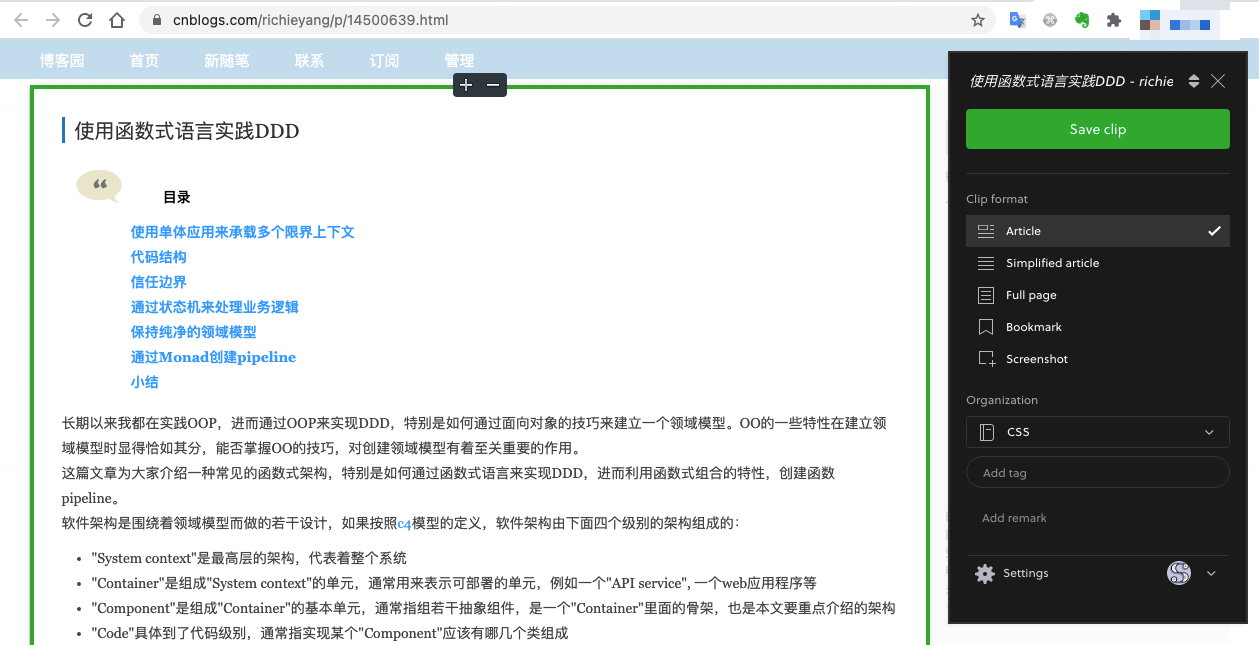 cnblogs.com/richieyang/p/14500639.html
博客园 首页 新随笔 联系 订阅 管理
使用函数式语言实践DDD
目录
使用单体应用来承载多个限界上下文
代码结构
信任边界
通过状态机来处理业务逻辑
保持纯净的领域模型
通过Monad创建pipeline
小结
长期以来我都在实践OOP，进而通过OOP来实现DDD，特别是如何通过面向对象的技巧来建立一个领域模型。OO的一些特性在建立领
域模型时显得恰如其分，能否掌握OO的技巧，对创建领域模型有着至关重要的作用。
这篇文章为大家介绍一种常见的函数式架构，特别是如何通过函数式语言来实现DDD，进而利用函数式组合的特性，创建函数
pipeline。
软件架构是围绕着领域模型而做的若干设计，如果按照c4模型的定义，软件架构由下面四个级别的架构组成的：
• "System context"是最高层的架构，代表着整个系统
• "Container"是组成"System context"的单元，通常用来表示可部署的单元，例如一个"API service", 一个web应用程序等
• "Component"是组成"Container"的基本单元，通常指组若干抽象组件，是一个"Container"里面的骨架，也是本文要重点介绍的架构
• "Code"具体到了代码级别，通常指实现某个"Component"应该有哪几个类组成
使用函数式语言实践DDD - richie
Save clip
Clip format
Article
Simplified article
Full page
Bookmark
Screenshot
Organization
CSS
Add tag
Add remark
Settings